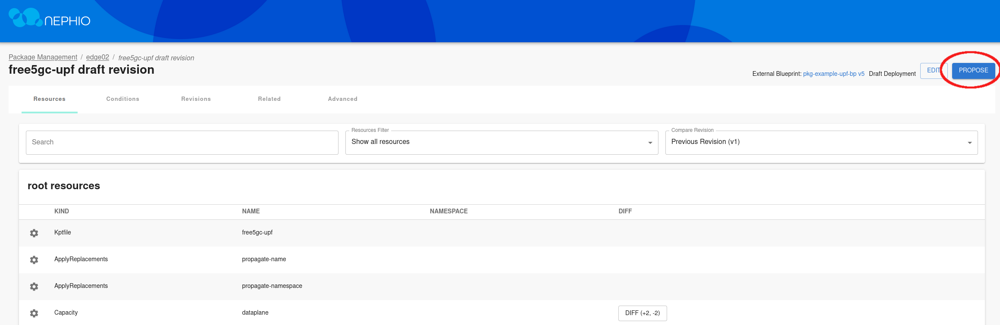 NEPHIO
Package Management / edge02 / free5gc-upf draft revision
free5gc-upf draft revision
External Blueprint: pkg-example-upf-bp v5 Draft Deployment EDIT PROPOSE
Resources Conditions Revisions Related Advanced
Resources Filter Compare Revision
Search Show all resources Previous Revision (v1)
root resources
KIND NAME NAMESPACE DIFF
Kptfile free5gc-upf
ApplyReplacements propagate-name
ApplyReplacements propagate-namespace
Capacity dataplane DIFF (+2, -2)